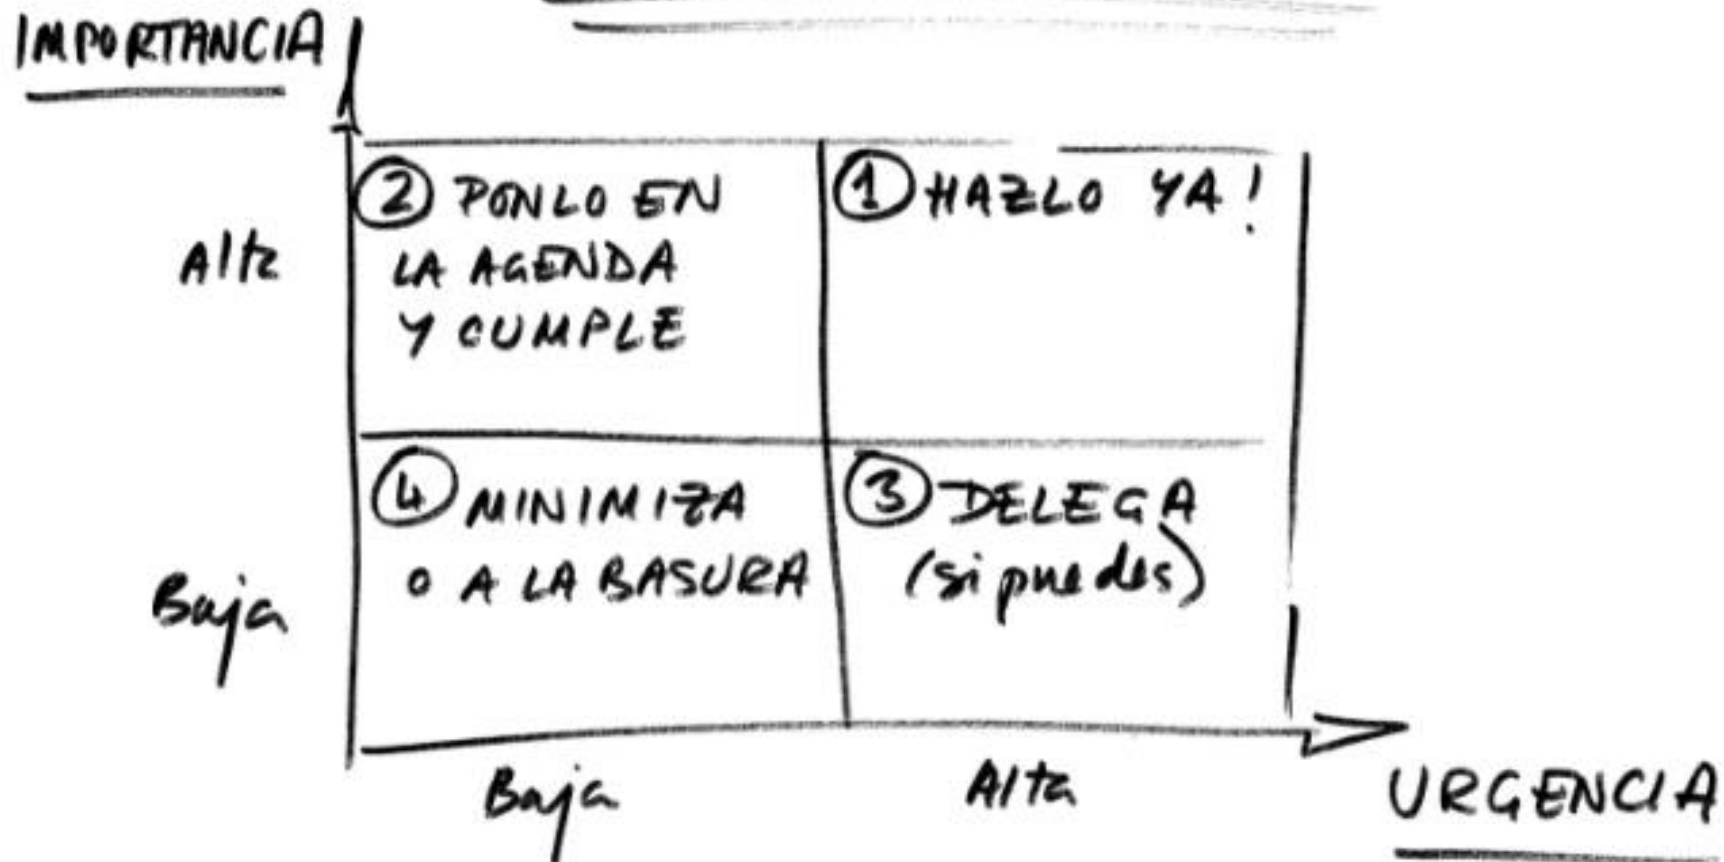 IMPORTANCIA
② PONLO EN
LA AGENDA
Y CUMPLE
① HAZLO YA!
Alta
④ MINIMIZA
O A LA BASURA
③ DELEGA
(si puedes)
Baja
Baja
Alta
URGENCIA